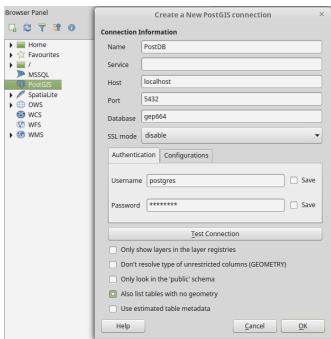 Browser Panel
Home
Favourites
/
MSSQL
PostGIS
SpatiaLite
OWS
WCS
WFS
WMS
Create a New PostGIS connection
Connection Information
Name PostDB
Service
Host localhost
Port 5432
Database gep664
SSL mode disable
Authentication Configurations
Username postgres Save
Password ******** Save
Test Connection
Only show layers in the layer registries
Don't resolve type of unrestricted columns (GEOMETRY)
Only look in the 'public' schema
Also list tables with no geometry
Use estimated table metadata
Help Cancel OK